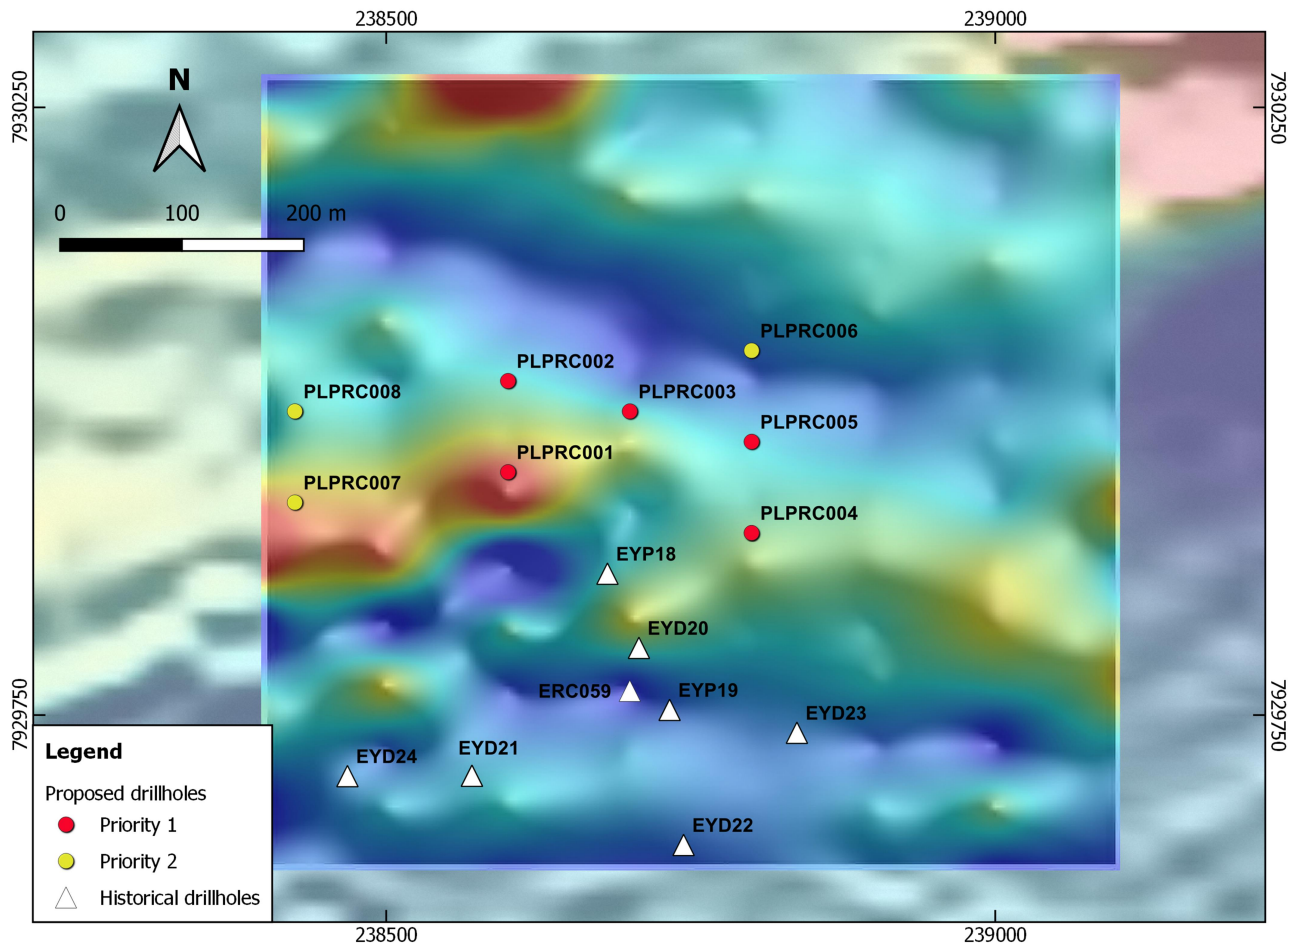 238500 239000
7930250
7930250
N
0 100 200 m
PLPRC006
PLPRC002
PLPRC008
PLPRC003
PLPRC005
PLPRC001
PLPRC007
PLPRC004
EYP18
EYD20
ERC059
EYP19
EYD23
7929750
7929750
EYD24
EYD21
EYD22
Legend
Proposed drillholes
Priority 1
Priority 2
Historical drillholes
238500 239000